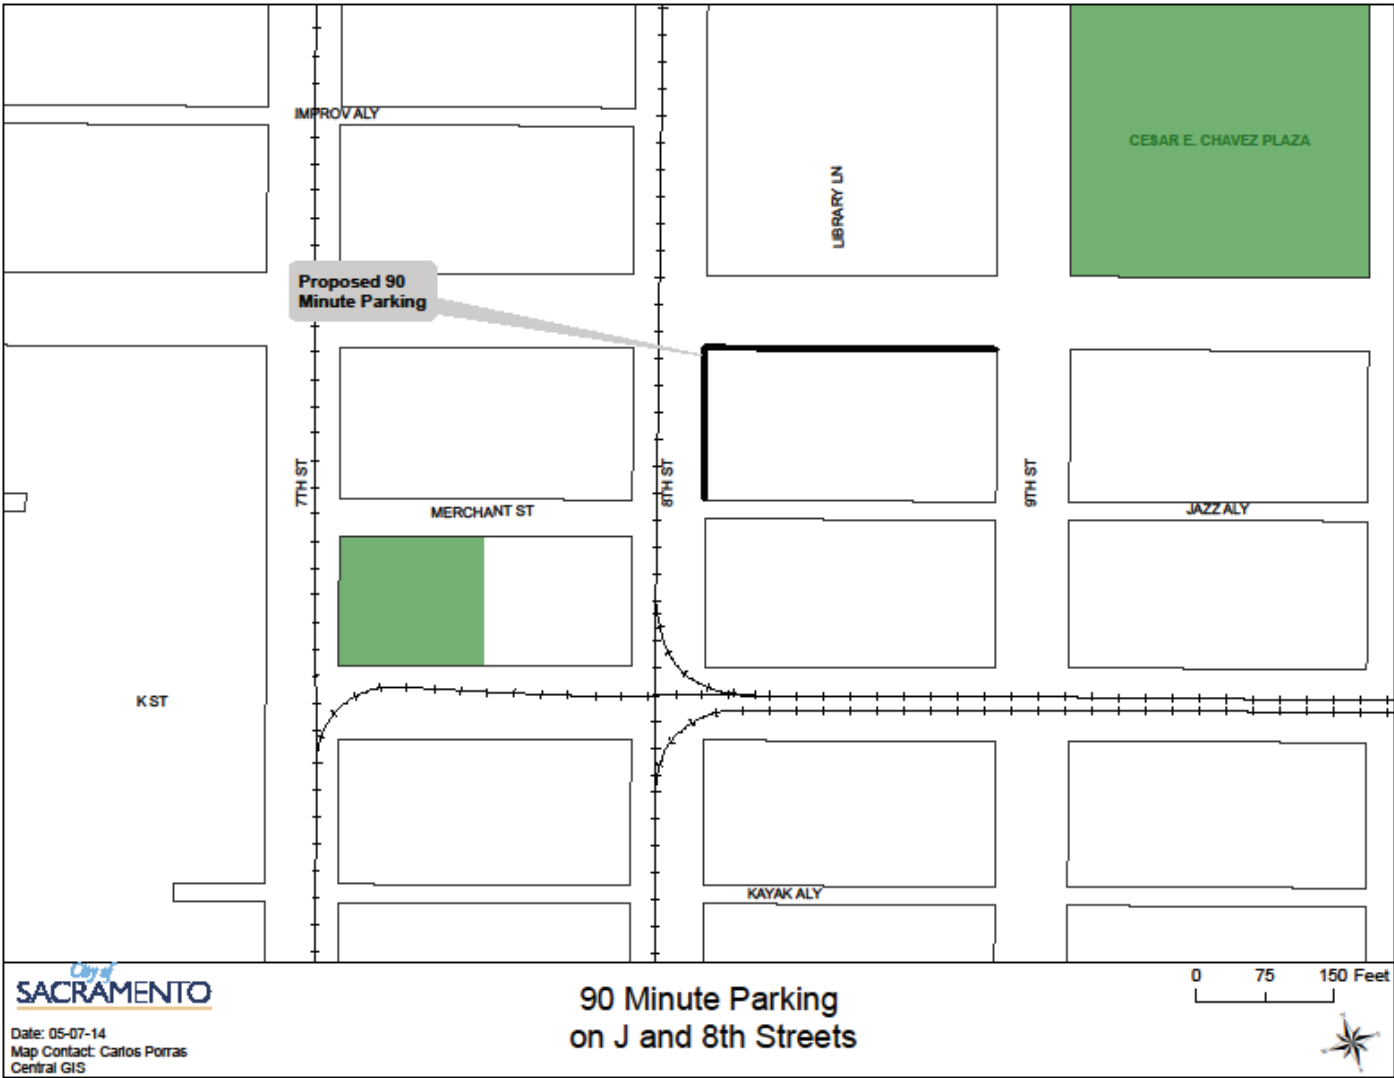 IMPROV ALY
CESAR E. CHAVEZ PLAZA
LIBRARY LN
Proposed 90
Minute Parking
7TH ST
8TH ST
9TH ST
MERCHANT ST
JAZZ ALY
K ST
KAYAK ALY
City of
SACRAMENTO
Date: 05-07-14
Map Contact: Carlos Porras
Central GIS
90 Minute Parking
on J and 8th Streets
0 75 150 Feet